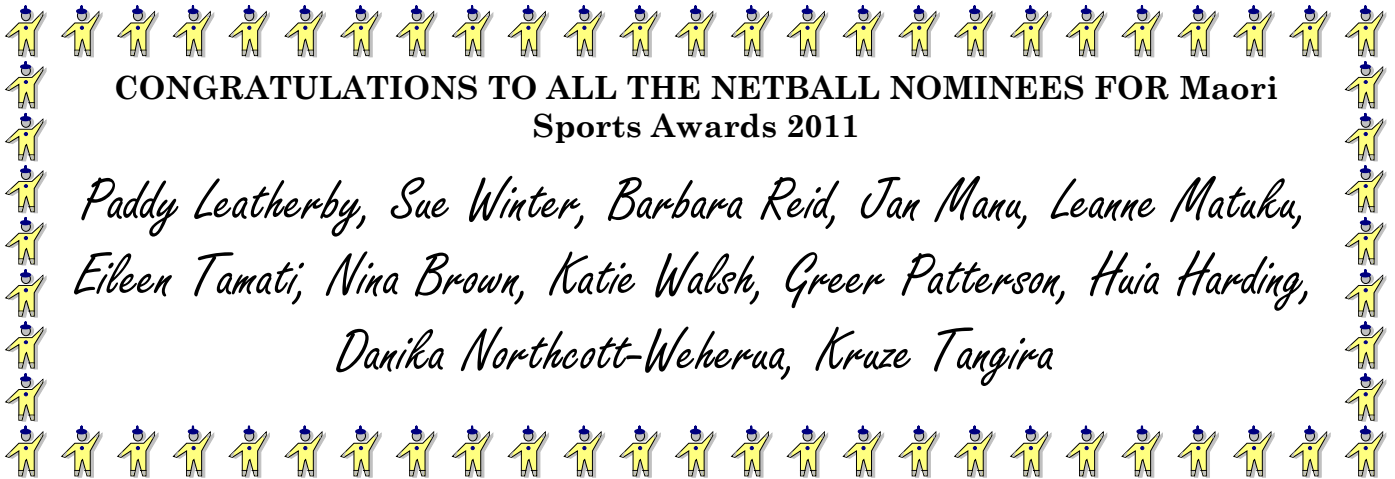 CONGRATULATIONS TO ALL THE NETBALL NOMINEES FOR Maori
Sports Awards 2011
Paddy Leatherby, Sue Winter, Barbara Reid, Jan Manu, Leanne Matuku,
Eileen Tamati, Nina Brown, Katie Walsh, Greer Patterson, Huia Harding,
Danika Northcott-Weherua, Kruze Tangira